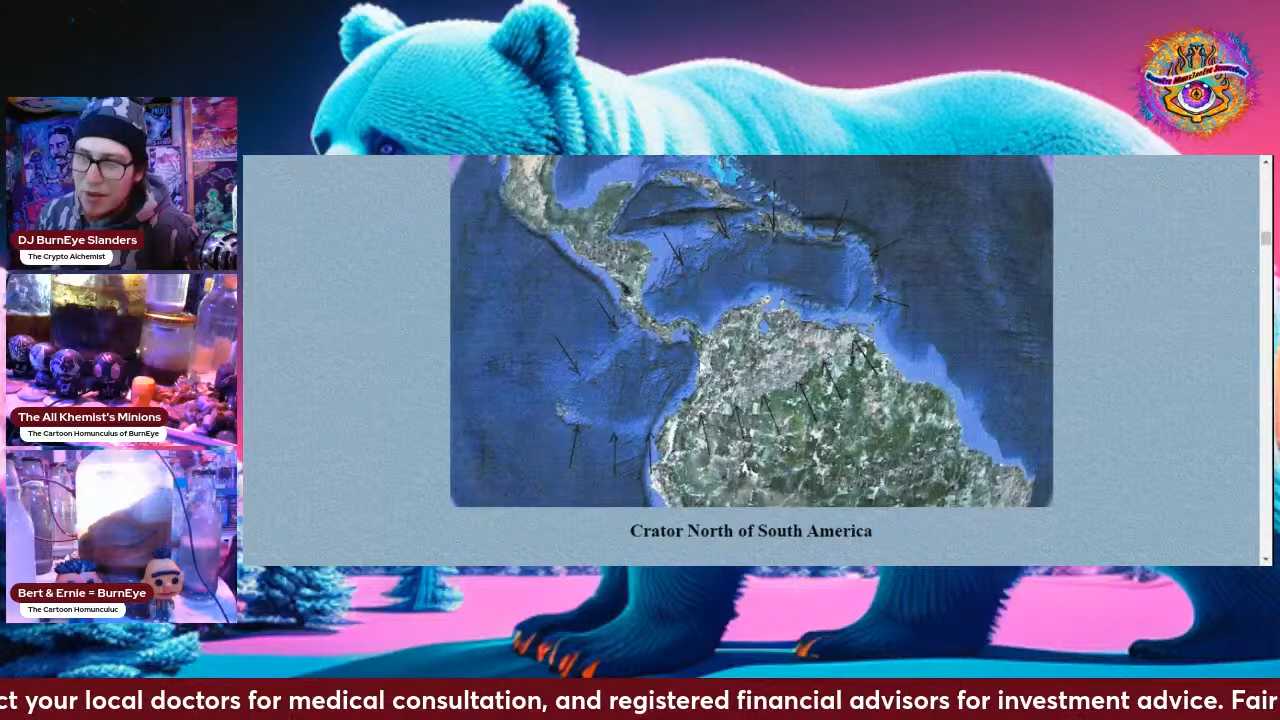 DJ BurnEye Slanders
The Crypto Alchemist
The All Khemist's Minions
The Cartoon Homunculus of BurnEye
Bert & Ernie = BurnEye
The Cartoon Homunculuc
Crator North of South America
ct your local doctors for medical consultation, and registered financial advisors for investment advice. Fair